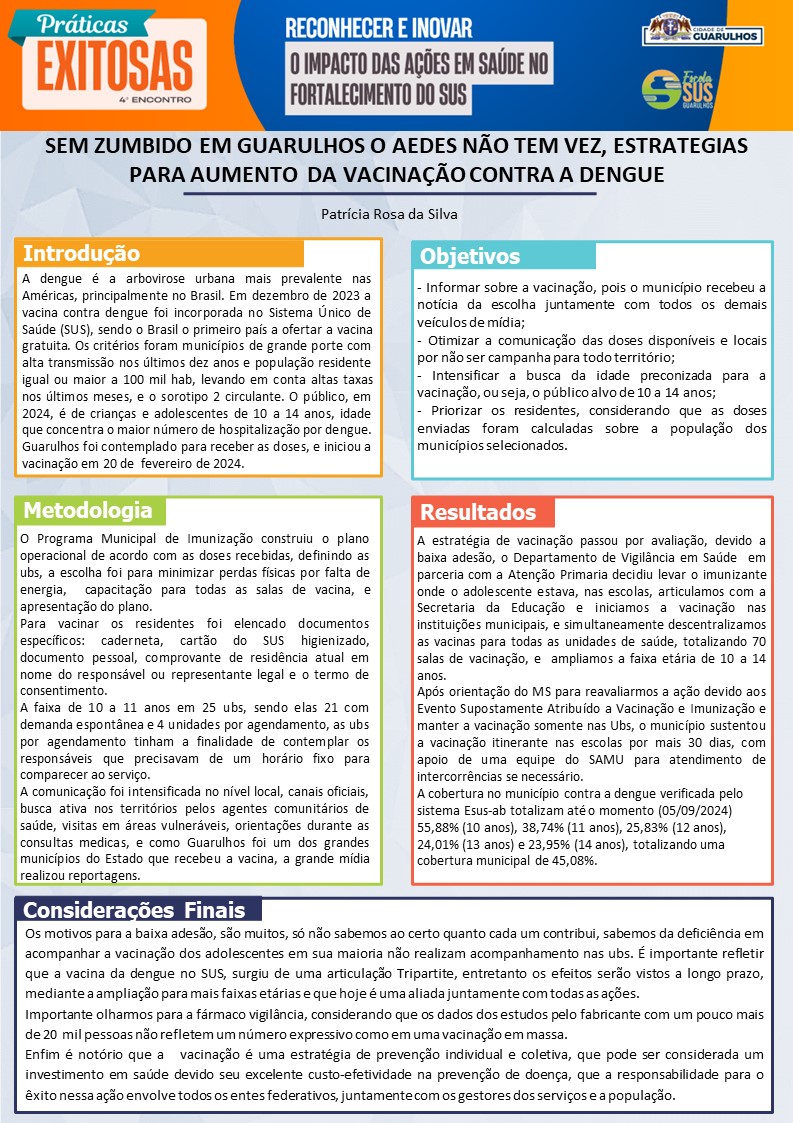 Práticas
EXITOSAS
4º ENCONTRO
RECONHECER E INOVAR
O IMPACTO DAS AÇÕES EM SAÚDE NO
FORTALECIMENTO DO SUS
CIDADE DE
GUARULHOS
Escola
SUS
GUARULHOS
SEM ZUMBIDO EM GUARULHOS O AEDES NÃO TEM VEZ, ESTRATEGIAS
PARA AUMENTO DA VACINAÇÃO CONTRA A DENGUE
Patrícia Rosa da Silva
Introdução
A dengue é a arbovirose urbana mais prevalente nas
Américas, principalmente no Brasil. Em dezembro de 2023 a
vacina contra dengue foi incorporada no Sistema Único de
Saúde (SUS), sendo o Brasil o primeiro país a ofertar a vacina
gratuita. Os critérios foram municípios de grande porte com
alta transmissão nos últimos dez anos e população residente
igual ou maior a 100 mil hab, levando em conta altas taxas
nos últimos meses, e o sorotipo 2 circulante. O público, em
2024, é de crianças e adolescentes de 10 a 14 anos, idade
que concentra o maior número de hospitalização por dengue.
Guarulhos foi contemplado para receber as doses, e iniciou a
vacinação em 20 de fevereiro de 2024.
Objetivos
- Informar sobre a vacinação, pois o município recebeu a
notícia da escolha juntamente com todos os demais
veículos de mídia;
- Otimizar a comunicação das doses disponíveis e locais
por não ser campanha para todo território;
- Intensificar a busca da idade preconizada para a
vacinação, ou seja, o público alvo de 10 a 14 anos;
- Priorizar os residentes, considerando que as doses
enviadas foram calculadas sobre a população dos
municípios selecionados.
Metodologia
O Programa Municipal de Imunização construiu o plano
operacional de acordo com as doses recebidas, definindo as
ubs, a escolha foi para minimizar perdas físicas por falta de
energia, capacitação para todas as salas de vacina, e
apresentação do plano.
Para vacinar os residentes foi elencado documentos
específicos: caderneta, cartão do SUS higienizado,
documento pessoal, comprovante de residência atual em
nome do responsável ou representante legal e o termo de
consentimento.
A faixa de 10 a 11 anos em 25 ubs, sendo elas 21 com
demanda espontânea e 4 unidades por agendamento, as ubs
por agendamento tinham a finalidade de contemplar os
responsáveis que precisavam de um horário fixo para
comparecer ao serviço.
A comunicação foi intensificada no nível local, canais oficiais,
busca ativa nos territórios pelos agentes comunitários de
saúde, visitas em áreas vulneráveis, orientações durante as
consultas medicas, e como Guarulhos foi um dos grandes
municípios do Estado que recebeu a vacina, a grande mídia
realizou reportagens.
Resultados
A estratégia de vacinação passou por avaliação, devido a
baixa adesão, o Departamento de Vigilância em Saúde em
parceria com a Atenção Primaria decidiu levar o imunizante
onde o adolescente estava, nas escolas, articulamos com a
Secretaria da Educação e iniciamos a vacinação nas
instituições municipais, e simultaneamente descentralizamos
as vacinas para todas as unidades de saúde, totalizando 70
salas de vacinação, e ampliamos a faixa etária de 10 a 14
anos.
Após orientação do MS para reavaliarmos a ação devido aos
Evento Supostamente Atribuído a Vacinação e Imunização e
manter a vacinação somente nas Ubs, o município sustentou
a vacinação itinerante nas escolas por mais 30 dias, com
apoio de uma equipe do SAMU para atendimento de
intercorrências se necessário.
A cobertura no município contra a dengue verificada pelo
sistema Esus-ab totalizam até o momento (05/09/2024)
55,88% (10 anos), 38,74% (11 anos), 25,83% (12 anos),
24,01% (13 anos) e 23,95% (14 anos), totalizando uma
cobertura municipal de 45,08%.
Considerações Finais
Os motivos para a baixa adesão, são muitos, só não sabemos ao certo quanto cada um contribui, sabemos da deficiência em
acompanhar a vacinação dos adolescentes em sua maioria não realizam acompanhamento nas ubs. É importante refletir
que a vacina da dengue no SUS, surgiu de uma articulação Tripartite, entretanto os efeitos serão vistos a longo prazo,
mediante a ampliação para mais faixas etárias e que hoje é uma aliada juntamente com todas as ações.
Importante olharmos para a fármaco vigilância, considerando que os dados dos estudos pelo fabricante com um pouco mais
de 20 mil pessoas não refletem um número expressivo como em uma vacinação em massa.
Enfim é notório que a vacinação é uma estratégia de prevenção individual e coletiva, que pode ser considerada um
investimento em saúde devido seu excelente custo-efetividade na prevenção de doença, que a responsabilidade para o
êxito nessa ação envolve todos os entes federativos, juntamente com os gestores dos serviços e a população.